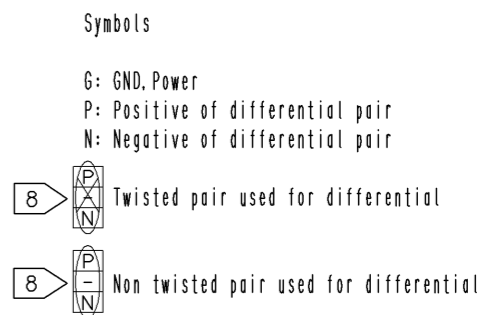 Symbols
G: GND, Power
P: Positive of differential pair
N: Negative of differential pair
8 P - N Twisted pair used for differential
8 P - N Non twisted pair used for differential